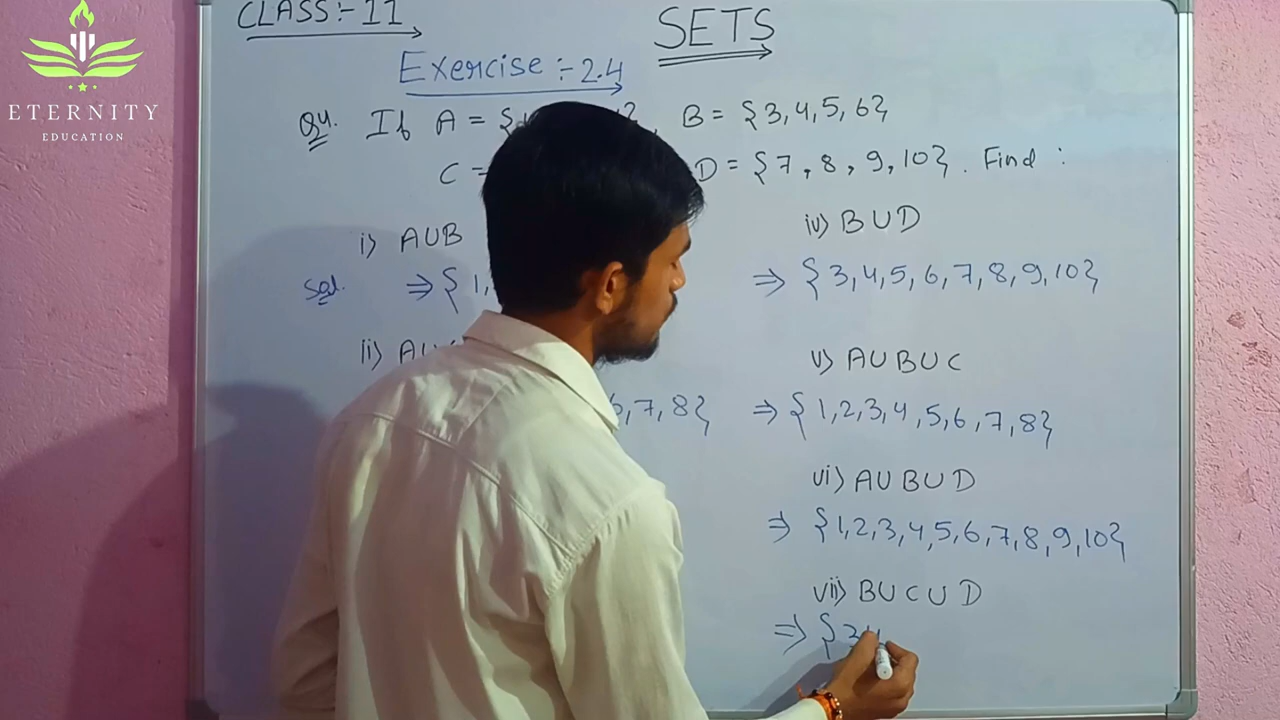 CLASS:- 11
SETS
Exercise :- 2.4
ETERNITY
EDUCATION
Q4. If A = { }, B = {3, 4, 5, 6}
C = D = {7, 8, 9, 10}. Find :
i) AUB
Sol. ⇒ { 1,
ii) AU
7, 8}
iv) BUD
⇒ {3, 4, 5, 6, 7, 8, 9, 10}
v) AUBUC
⇒ {1, 2, 3, 4, 5, 6, 7, 8}
vi) AUBUD
⇒ {1, 2, 3, 4, 5, 6, 7, 8, 9, 10}
vii) BUCUD
⇒ {3,4